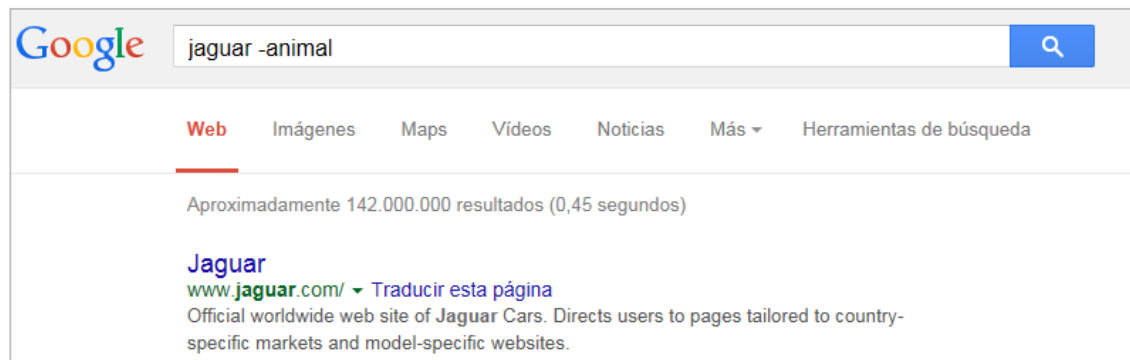 Google jaguar -animal
Web Imágenes Maps Vídeos Noticias Más Herramientas de búsqueda
Aproximadamente 142.000.000 resultados (0,45 segundos)
Jaguar
www.jaguar.com/ Traducir esta página
Official worldwide web site of Jaguar Cars. Directs users to pages tailored to country-
specific markets and model-specific websites.